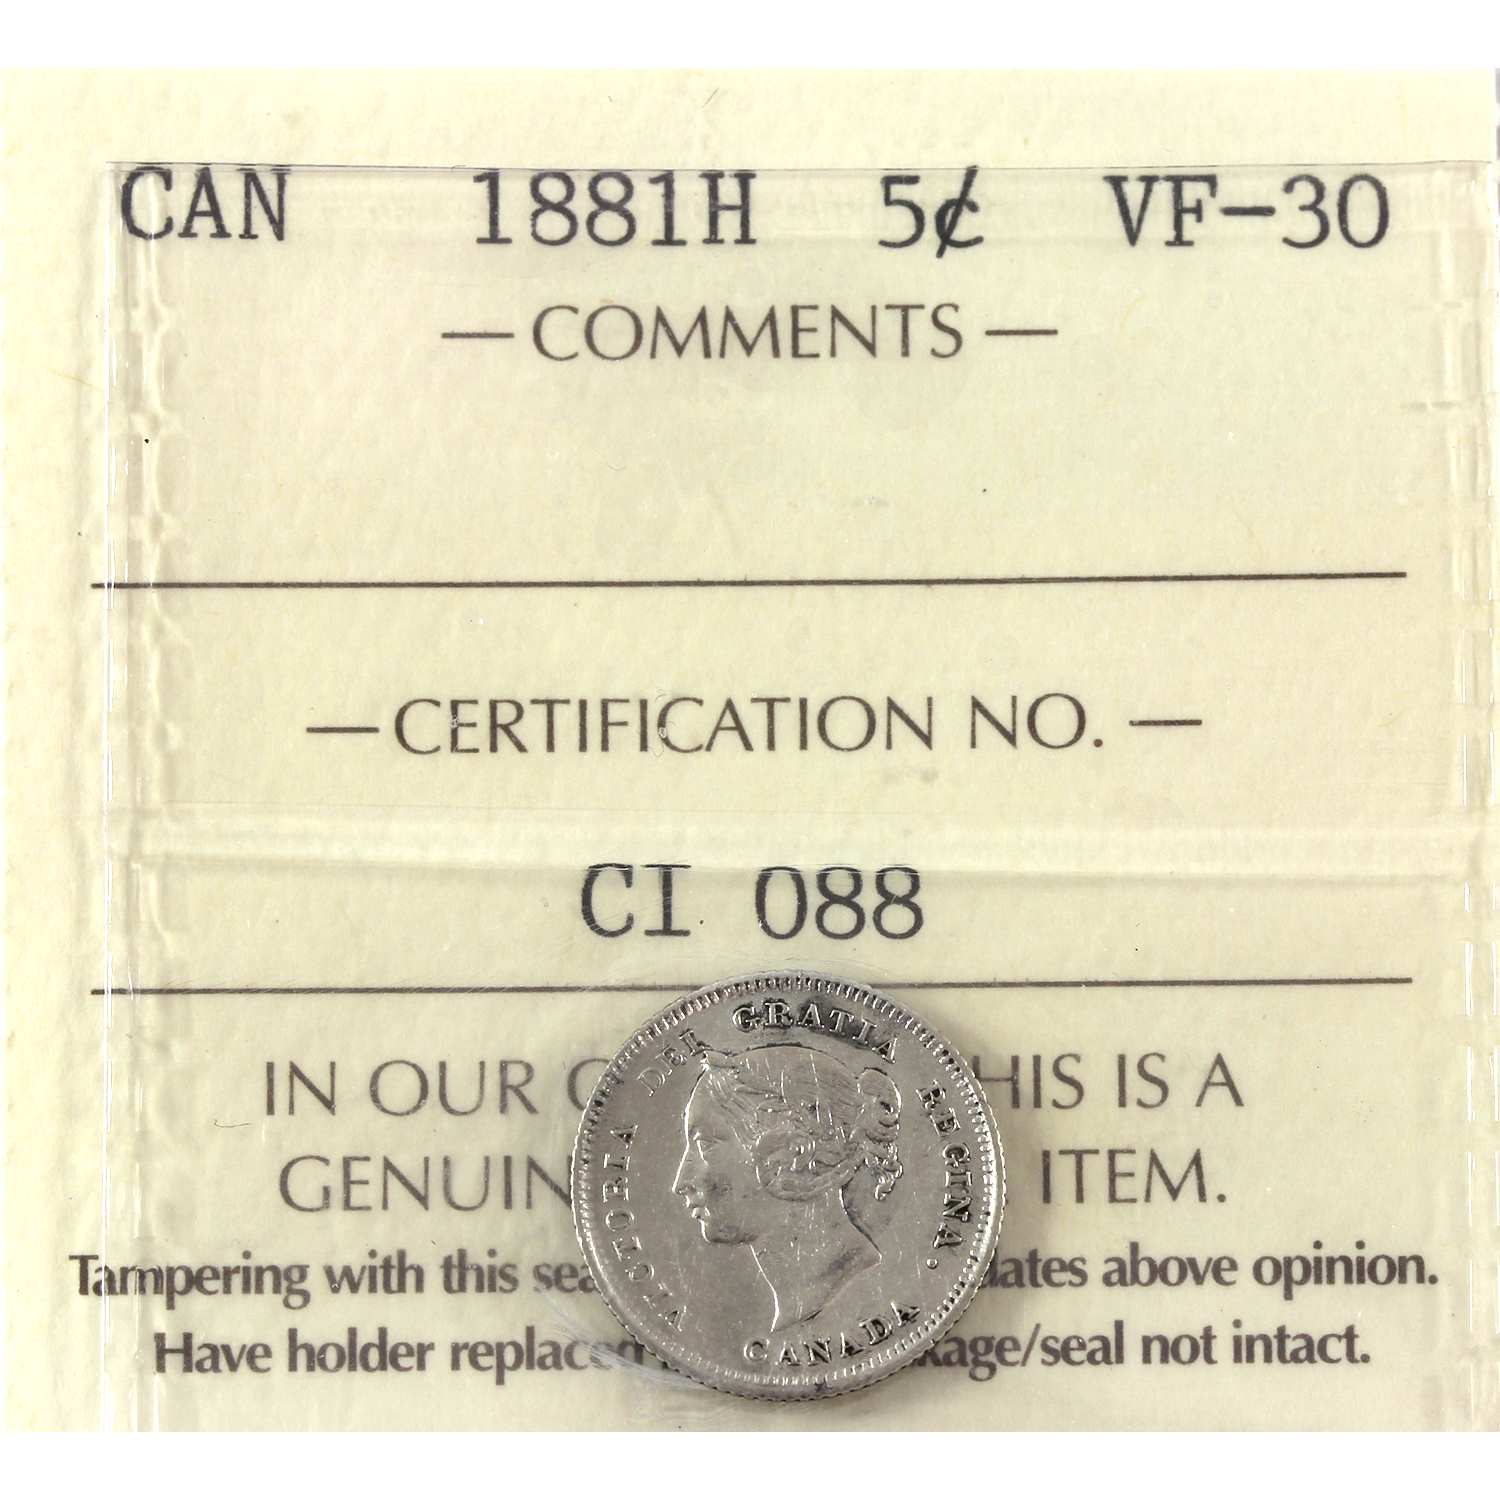 CAN 1881H 5¢ VF-30
— COMMENTS —
— CERTIFICATION NO. —
CI 088
IN OUR HIS IS A
GENUIN ITEM.
Tampering with this sea dates above opinion.
Have holder replaced kage/seal not intact.
VICTORIA DEI GRATIA REGINA.
CANADA